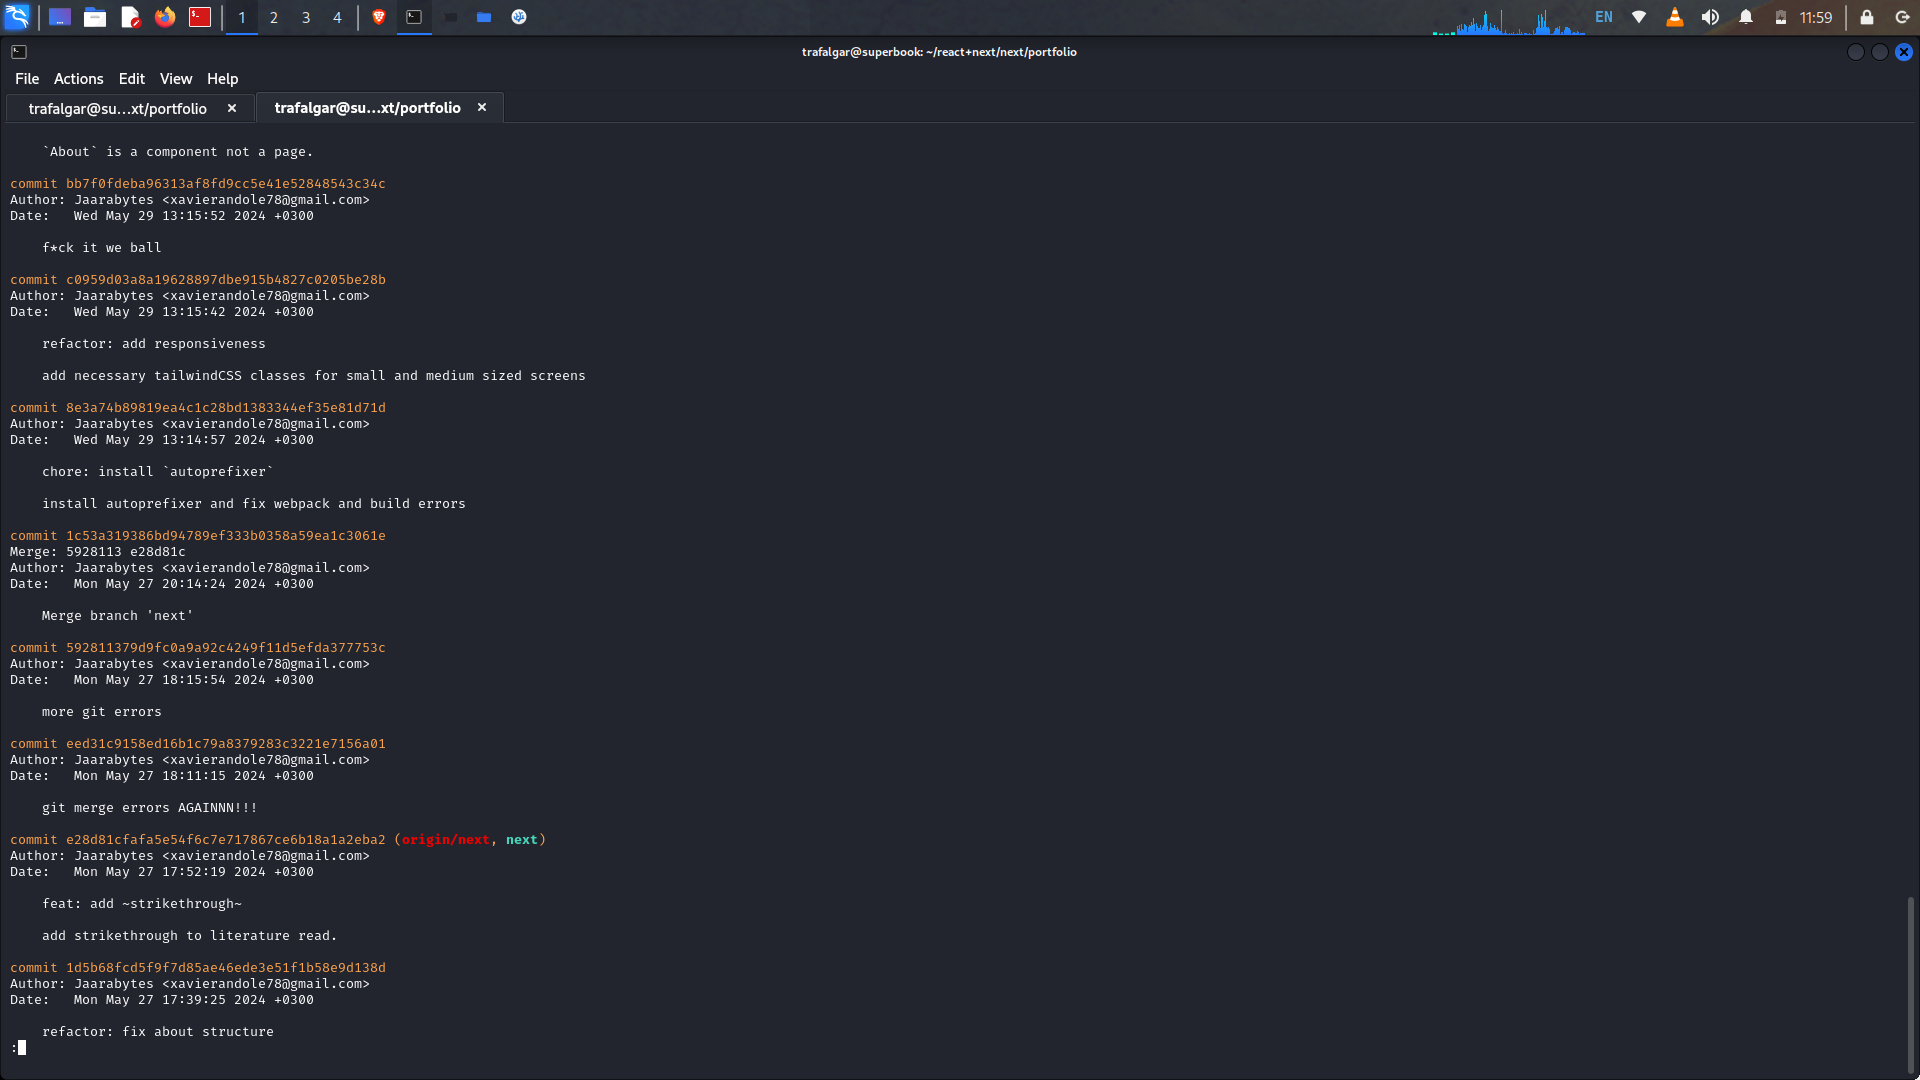 1 2 3 4 EN 11:59
trafalgar@superbook: ~/react+next/next/portfolio
File Actions Edit View Help
trafalgar@su...xt/portfolio × trafalgar@su...xt/portfolio ×
`About` is a component not a page.
commit bb7f0fdeba96313af8fd9cc5e41e52848543c34c
Author: Jaarabytes <xavierandole78@gmail.com>
Date:   Wed May 29 13:15:52 2024 +0300
f*ck it we ball
commit c0959d03a8a19628897dbe915b4827c0205be28b
Author: Jaarabytes <xavierandole78@gmail.com>
Date:   Wed May 29 13:15:42 2024 +0300
refactor: add responsiveness
add necessary tailwindCSS classes for small and medium sized screens
commit 8e3a74b89819ea4c1c28bd1383344ef35e81d71d
Author: Jaarabytes <xavierandole78@gmail.com>
Date:   Wed May 29 13:14:57 2024 +0300
chore: install `autoprefixer`
install autoprefixer and fix webpack and build errors
commit 1c53a319386bd94789ef333b0358a59ea1c3061e
Merge: 5928113 e28d81c
Author: Jaarabytes <xavierandole78@gmail.com>
Date:   Mon May 27 20:14:24 2024 +0300
Merge branch 'next'
commit 592811379d9fc0a9a92c4249f11d5efda377753c
Author: Jaarabytes <xavierandole78@gmail.com>
Date:   Mon May 27 18:15:54 2024 +0300
more git errors
commit eed31c9158ed16b1c79a8379283c3221e7156a01
Author: Jaarabytes <xavierandole78@gmail.com>
Date:   Mon May 27 18:11:15 2024 +0300
git merge errors AGAINNN!!!
commit e28d81cfafa5e54f6c7e717867ce6b18a1a2eba2 (origin/next, next)
Author: Jaarabytes <xavierandole78@gmail.com>
Date:   Mon May 27 17:52:19 2024 +0300
feat: add ~strikethrough~
add strikethrough to literature read.
commit 1d5b68fcd5f9f7d85ae46ede3e51f1b58e9d138d
Author: Jaarabytes <xavierandole78@gmail.com>
Date:   Mon May 27 17:39:25 2024 +0300
refactor: fix about structure
: